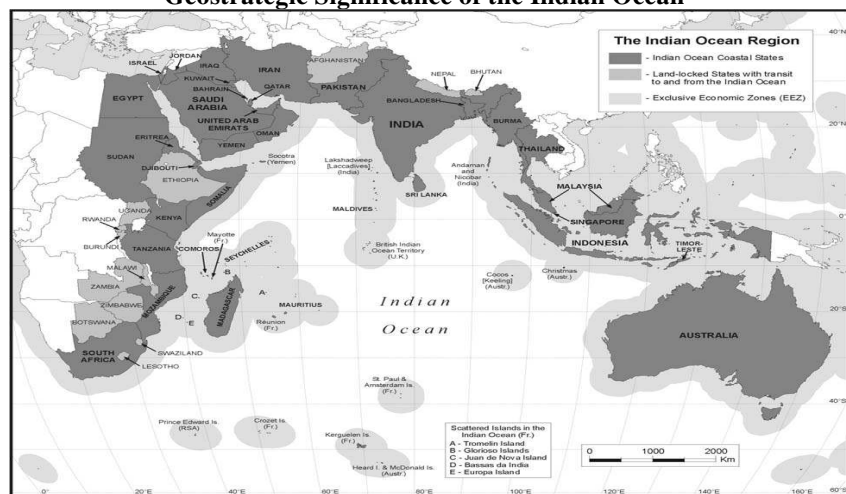 Geostrategic Significance of the Indian Ocean
The Indian Ocean Region
- Indian Ocean Coastal States
- Land-locked States with transit
to and from the Indian Ocean
- Exclusive Economic Zones (EEZ)
40°N
40°N
20°N
20°N
0°
0°
20°S
20°S
40°S
40°S
60°S
0°
20°E
40°E
60°E
80°E
100°E
120°E
140°E
160°E
JORDAN
ISRAEL
IRAQ
IRAN
AFGHANISTAN
KUWAIT
BAHRAIN
QATAR
PAKISTAN
NEPAL
BHUTAN
EGYPT
SAUDI
ARABIA
BANGLADESH
UNITED ARAB
EMIRATS
OMAN
INDIA
BURMA
ERITREA
YEMEN
THAILAND
SUDAN
DJIBOUTI
ETHIOPIA
Socotra
(Yemen)
Lakshadweep
[Laccadives]
(India)
Andaman
and Nicobar
(India)
SOMALIA
SRI LANKA
MALAYSIA
UGANDA
KENYA
MALDIVES
SINGAPORE
RWANDA
BURUNDI
Mayotte
(Fr.)
SEYCHELLES
British Indian
Ocean Territory
(U.K.)
INDONESIA
TIMOR-
LESTE
TANZANIA
COMOROS
MALAWI
ZAMBIA
B
A
C
Cocos
[Keeling]
(Austr.)
Christmas
(Austr.)
MOZAMBIQUE
MADAGASCAR
MAURITIUS
ZIMBABWE
D
E
Réunion
(Fr.)
Indian
Ocean
BOTSWANA
AUSTRALIA
SOUTH
AFRICA
SWAZILAND
LESOTHO
St. Paul &
Amsterdam Is.
(Fr.)
Prince Edward Is.
(RSA)
Crozet Is.
(Fr.)
Kerguelen Is.
(Fr.)
Heard I. & McDonald Is.
(Austr.)
Scattered Islands in the
Indian Ocean (Fr.)
A - Tromelin Island
B - Glorioso Islands
C - Juan de Nova Island
D - Bassas da India
E - Europa Island
0 1000 2000
Km